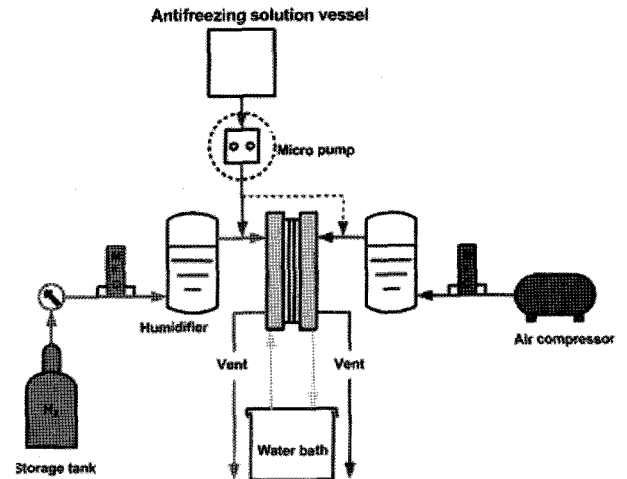 Antifreezing solution vessel
Micro pump
Humidifier
Air compressor
Vent
Vent
H₂
Water bath
Storage tank